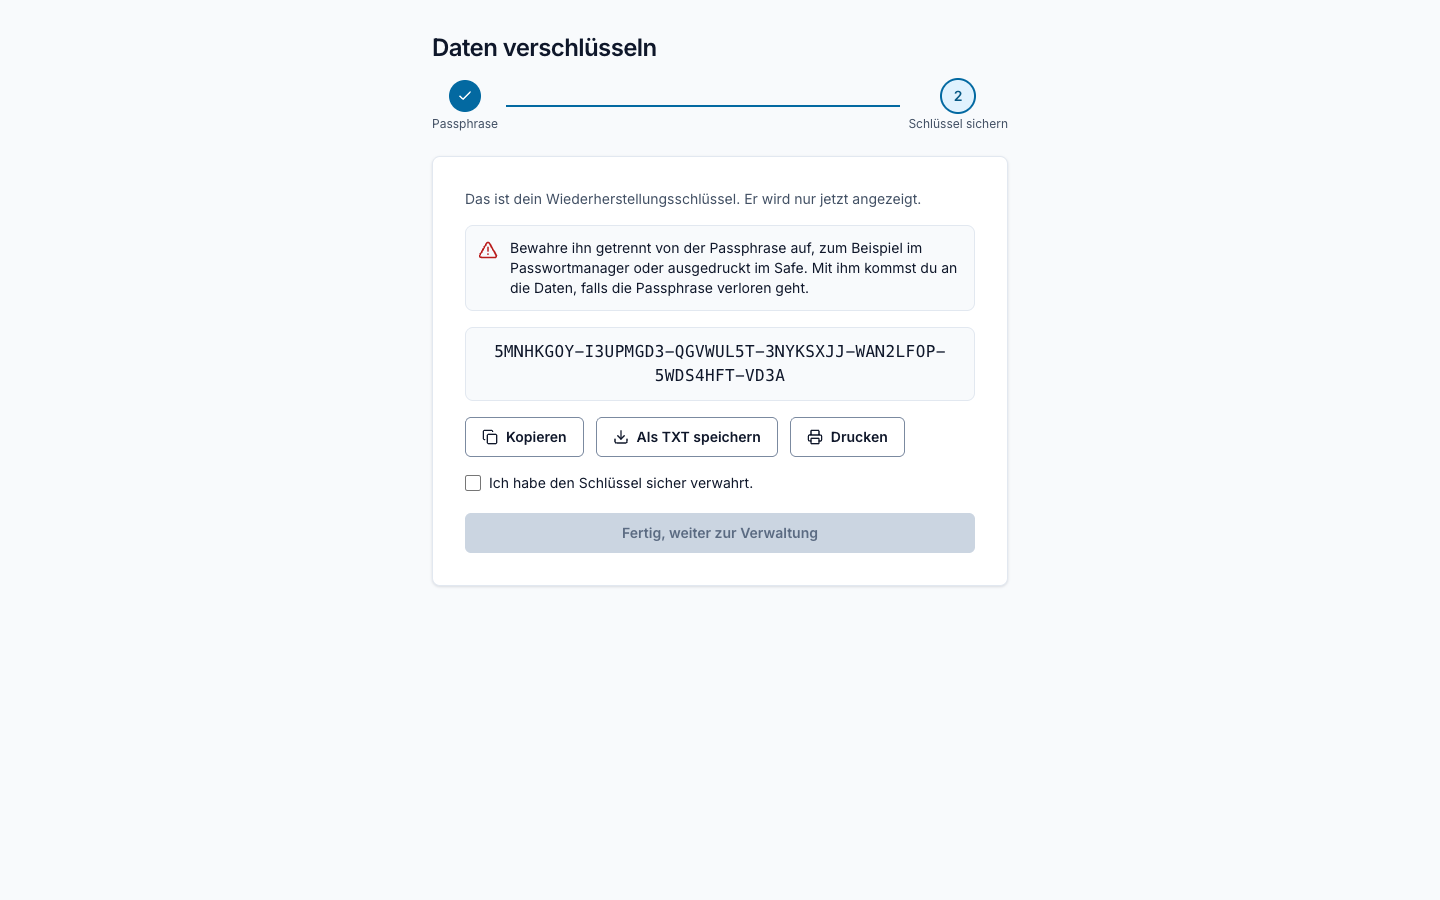 Daten verschlüsseln
2
Passphrase
Schlüssel sichern
Das ist dein Wiederherstellungsschlüssel. Er wird nur jetzt angezeigt.
Bewahre ihn getrennt von der Passphrase auf, zum Beispiel im
Passwortmanager oder ausgedruckt im Safe. Mit ihm kommst du an
die Daten, falls die Passphrase verloren geht.
5MNHKGOY-I3UPMGD3-QGVWUL5T-3NYKSXJJ-WAN2LFOP-
5WDS4HFT-VD3A
Kopieren
Als TXT speichern
Drucken
Ich habe den Schlüssel sicher verwahrt.
Fertig, weiter zur Verwaltung